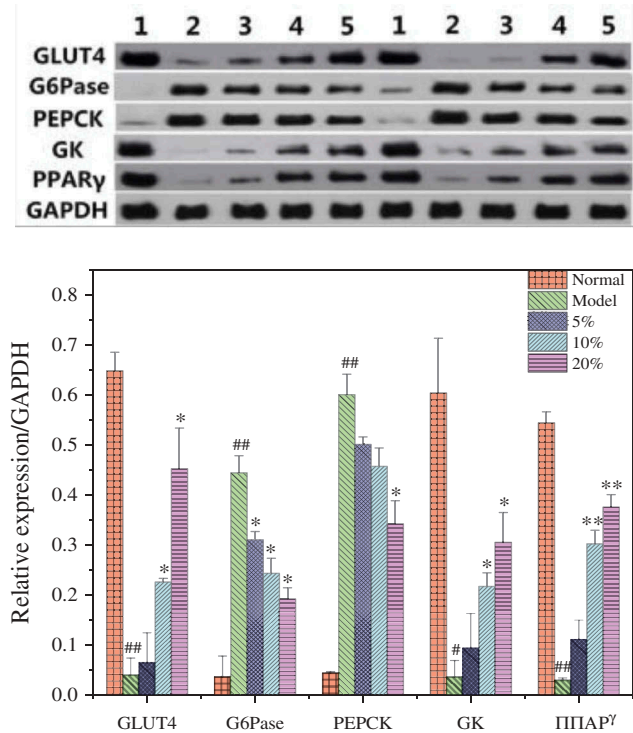 1 2 3 4 5 1 2 3 4 5
GLUT4
G6Pase
PEPCK
GK
PPARγ
GAPDH
Relative expression/GAPDH
0.8
0.7
0.6
0.5
0.4
0.3
0.2
0.1
0.0
Normal
Model
5%
10%
20%
## * *
## * * *
## *
# * *
## ** **
GLUT4 G6Pase PEPCK GK ΠΠΑΡγ